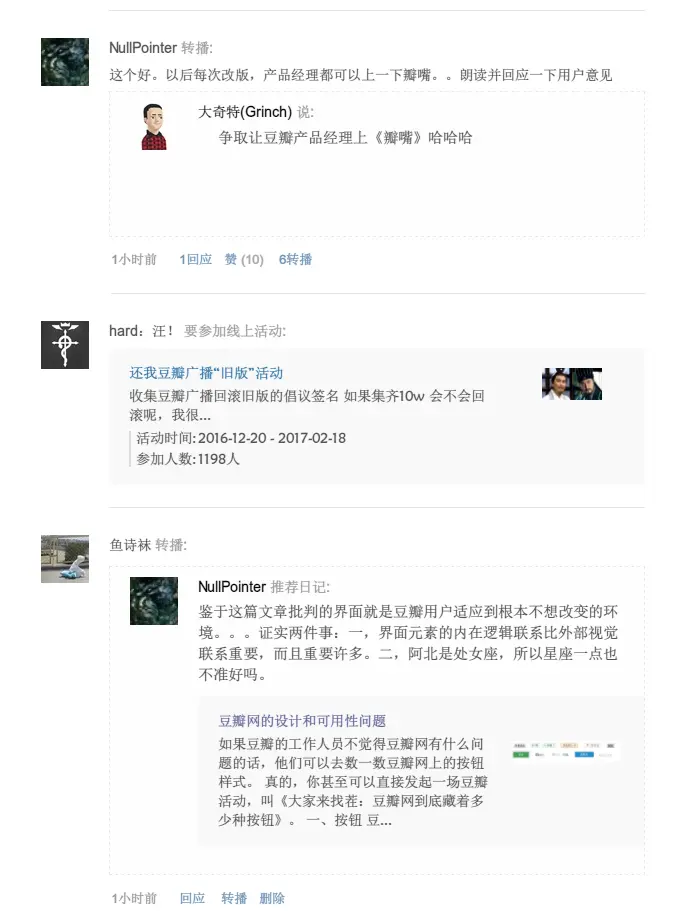 NullPointer 转播:
这个好。以后每次改版，产品经理都可以上一下瓣嘴。。朗读并回应一下用户意见
大奇特(Grinch) 说:
争取让豆瓣产品经理上《瓣嘴》哈哈哈
1小时前 1回应 赞 (10) 6转播
hard：汪！ 要参加线上活动:
还我豆瓣广播“旧版”活动
收集豆瓣广播回滚旧版的倡议签名 如果集齐10w 会不会回
滚呢，我很...
活动时间: 2016-12-20 - 2017-02-18
参加人数: 1198人
鱼诗袜 转播:
NullPointer 推荐日记:
鉴于这篇文章批判的界面就是豆瓣用户适应到根本不想改变的环
境。。。证实两件事：一，界面元素的内在逻辑联系比外部视觉
联系重要，而且重要许多。二，阿北是处女座，所以星座一点也
不准好吗。
豆瓣网的设计和可用性问题
如果豆瓣的工作人员不觉得豆瓣网有什么问
题的话，他们可以去数一数豆瓣网上的按钮
样式。 真的，你甚至可以直接发起一场豆瓣
活动，叫《大家来找茬：豆瓣网到底藏着多
少种按钮》。 一、按钮 豆...
1小时前 回应 转播 删除